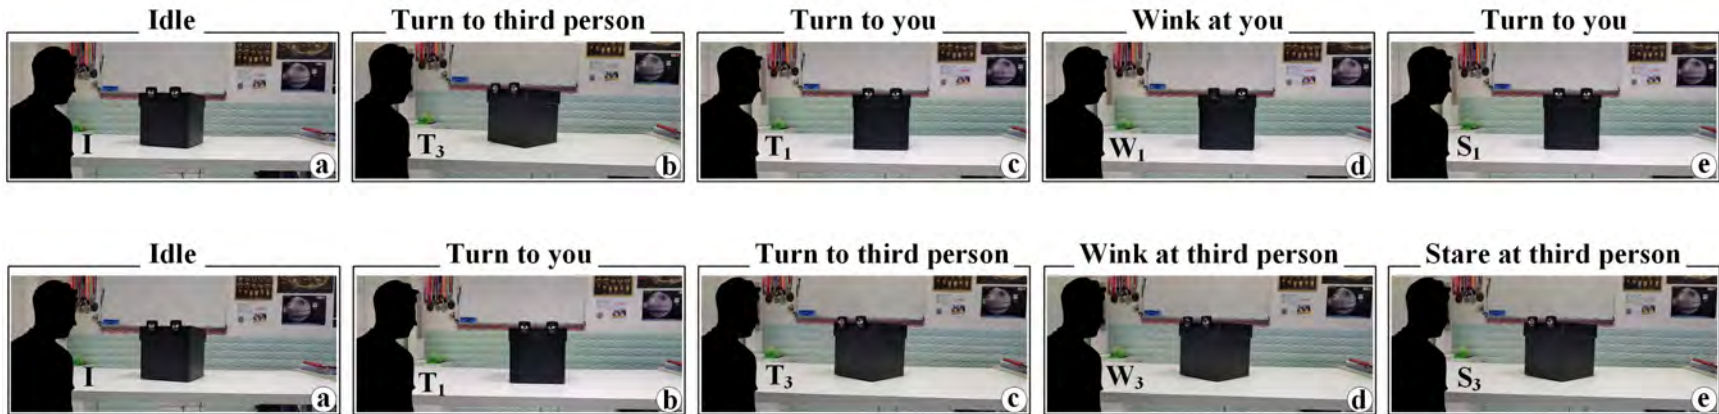 Idle
Turn to third person
Turn to you
Wink at you
Turn to you
I
a
T3
b
T1
c
W1
d
S1
e
Idle
Turn to you
Turn to third person
Wink at third person
Stare at third person
I
a
T1
b
T3
c
W3
d
S3
e